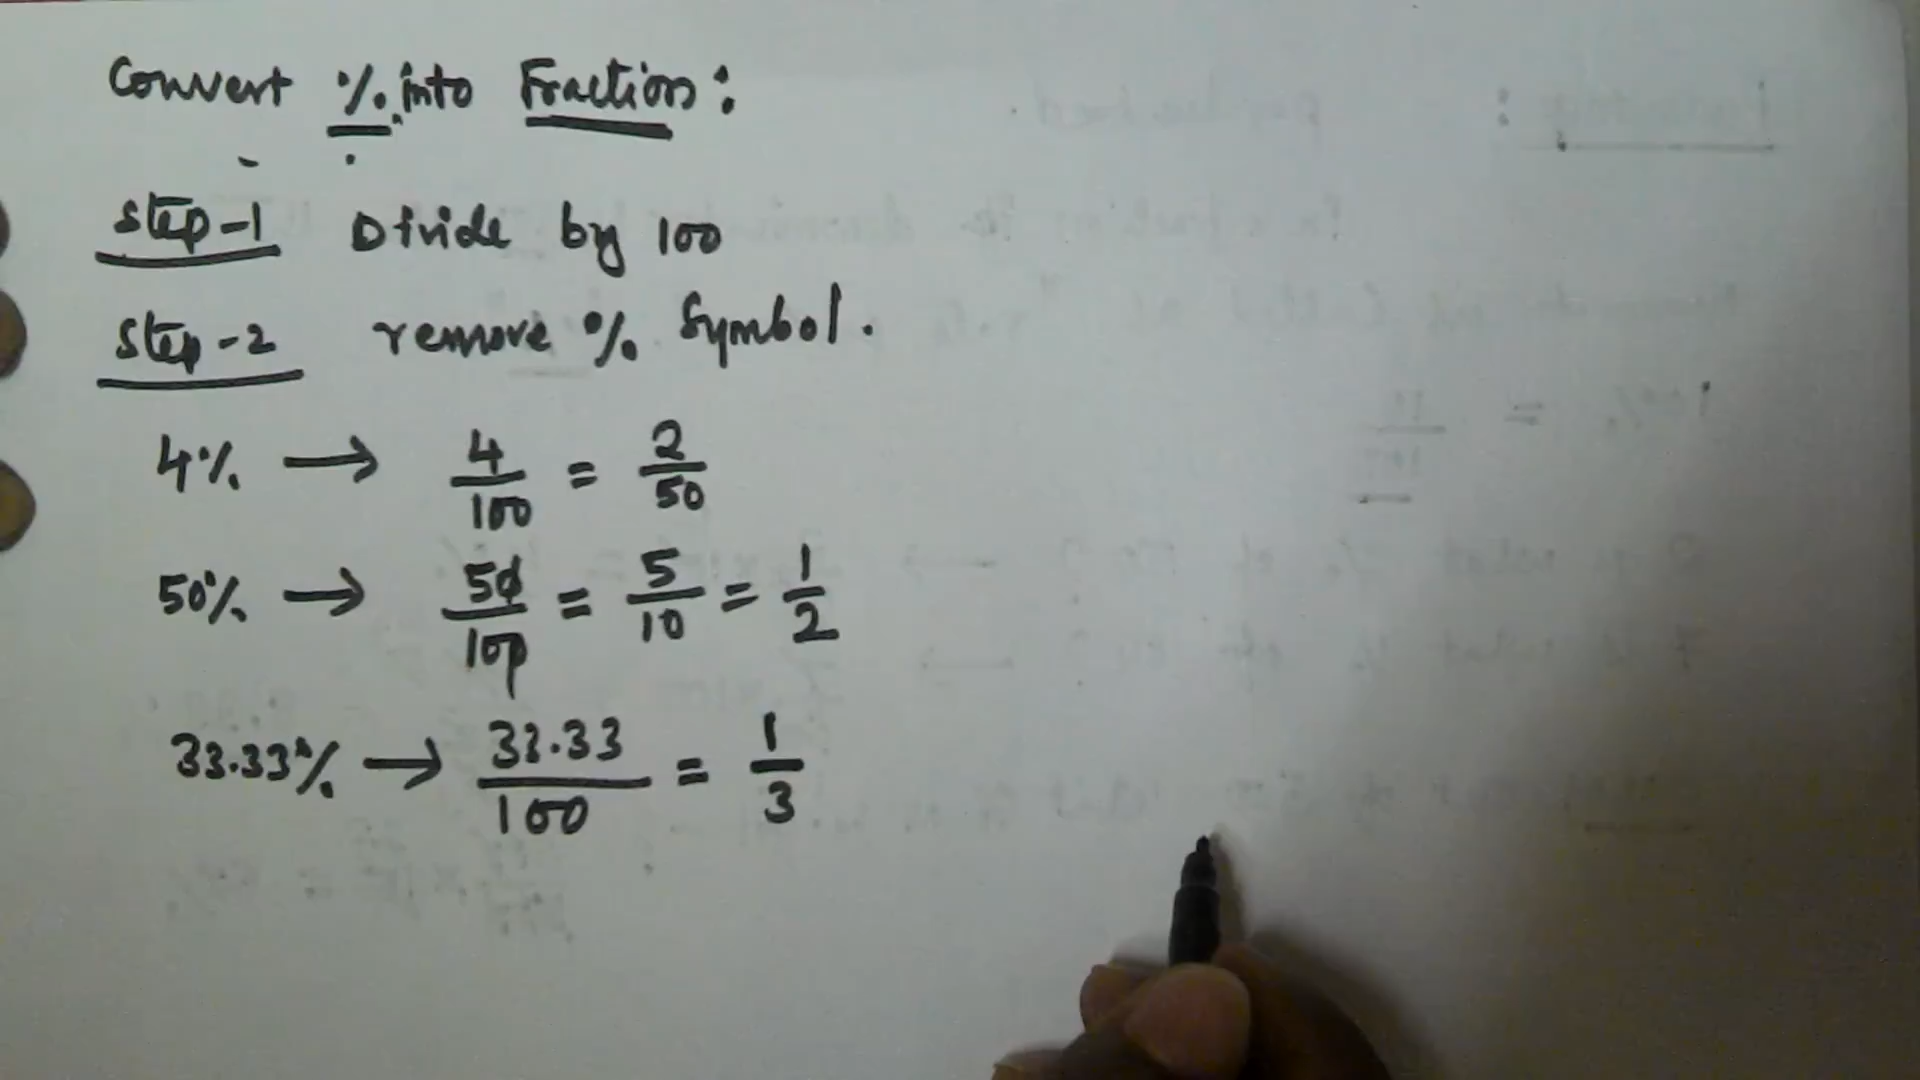 Convert % into Fraction:
Step-1 Divide by 100
Step-2 remove % Symbol.
4% → 4/100 = 2/50
50% → 50/100 = 5/10 = 1/2
33.33% → 33.33/100 = 1/3